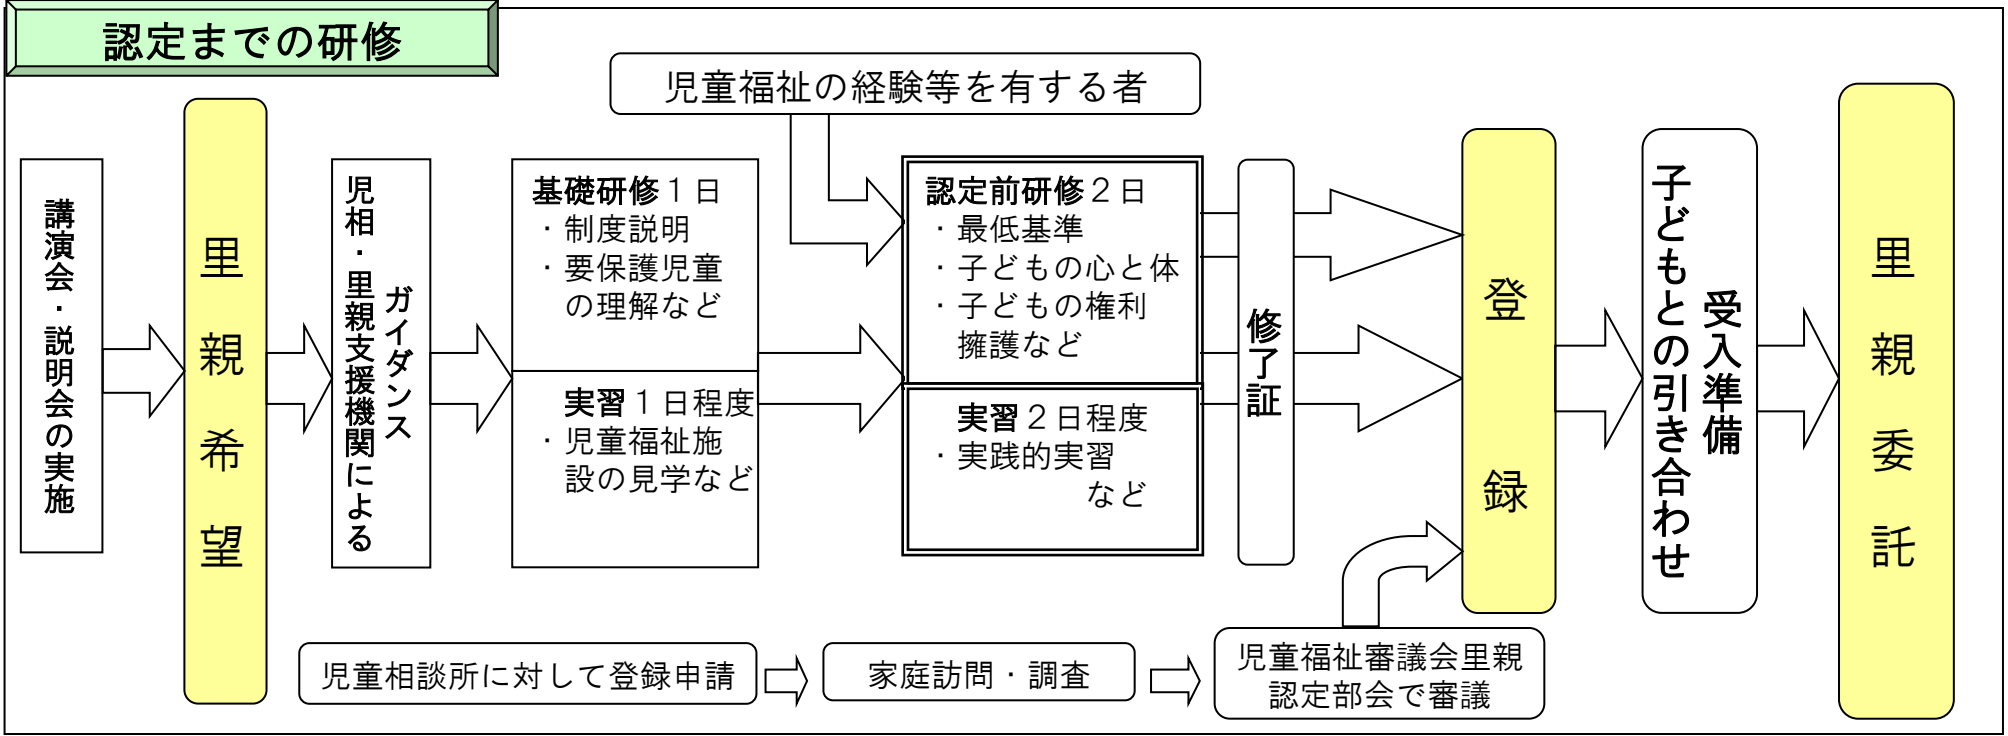 認定までの研修
児童福祉の経験等を有する者
講演会・説明会の実施
里親希望
児相・里親支援機関による
ガイダンス
基礎研修１日
・制度説明
・要保護児童
の理解など
実習１日程度
・児童福祉施
設の見学など
認定前研修２日
・最低基準
・子どもの心と体
・子どもの権利
擁護など
実習２日程度
・実践的実習
など
修了証
登録
子どもとの引き合わせ
受入準備
里親委託
児童相談所に対して登録申請
家庭訪問・調査
児童福祉審議会里親
認定部会で審議